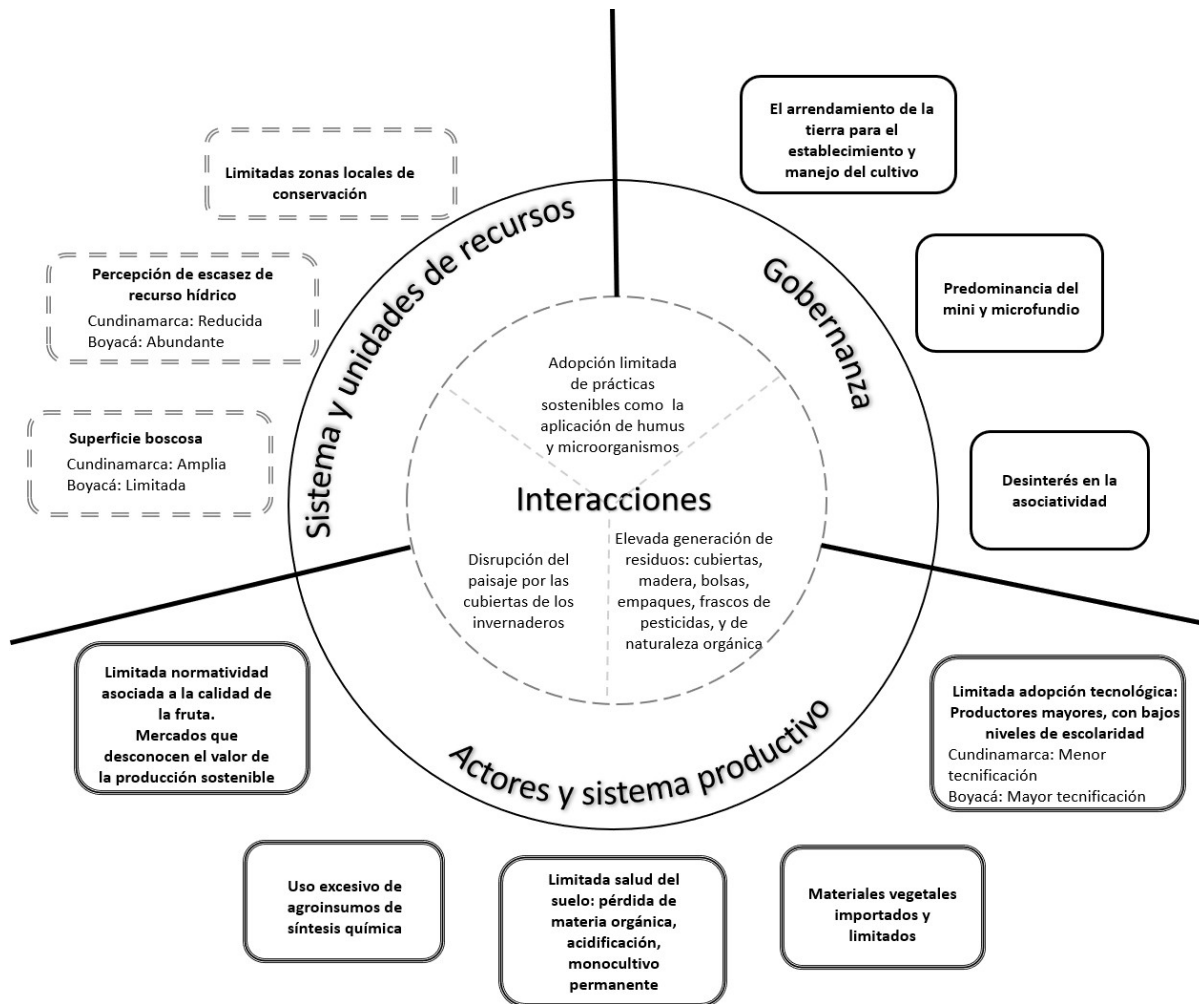 Limitadas zonas locales de
conservación
Percepción de escasez de
recurso hídrico
Cundinamarca: Reducida
Boyacá: Abundante
Superficie boscosa
Cundinamarca: Amplia
Boyacá: Limitada
Sistema y unidades de recursos
El arrendamiento de la
tierra para el
establecimiento y
manejo del cultivo
Predominancia del
mini y microfundio
Desinterés en la
asociatividad
Gobernanza
Adopción limitada
de prácticas
sostenibles como la
aplicación de humus
y microorganismos
Interacciones
Disrupción del
paisaje por las
cubiertas de los
invernaderos
Elevada generación de
residuos: cubiertas,
madera, bolsas,
empaques, frascos de
pesticidas, y de
naturaleza orgánica
Actores y sistema productivo
Limitada normatividad
asociada a la calidad de
la fruta.
Mercados que
desconocen el valor de
la producción sostenible
Uso excesivo de
agroinsumos de
síntesis química
Limitada salud del
suelo: pérdida de
materia orgánica,
acidificación,
monocultivo
permanente
Materiales vegetales
importados y
limitados
Limitada adopción tecnológica:
Productores mayores, con bajos
niveles de escolaridad
Cundinamarca: Menor
tecnificación
Boyacá: Mayor tecnificación